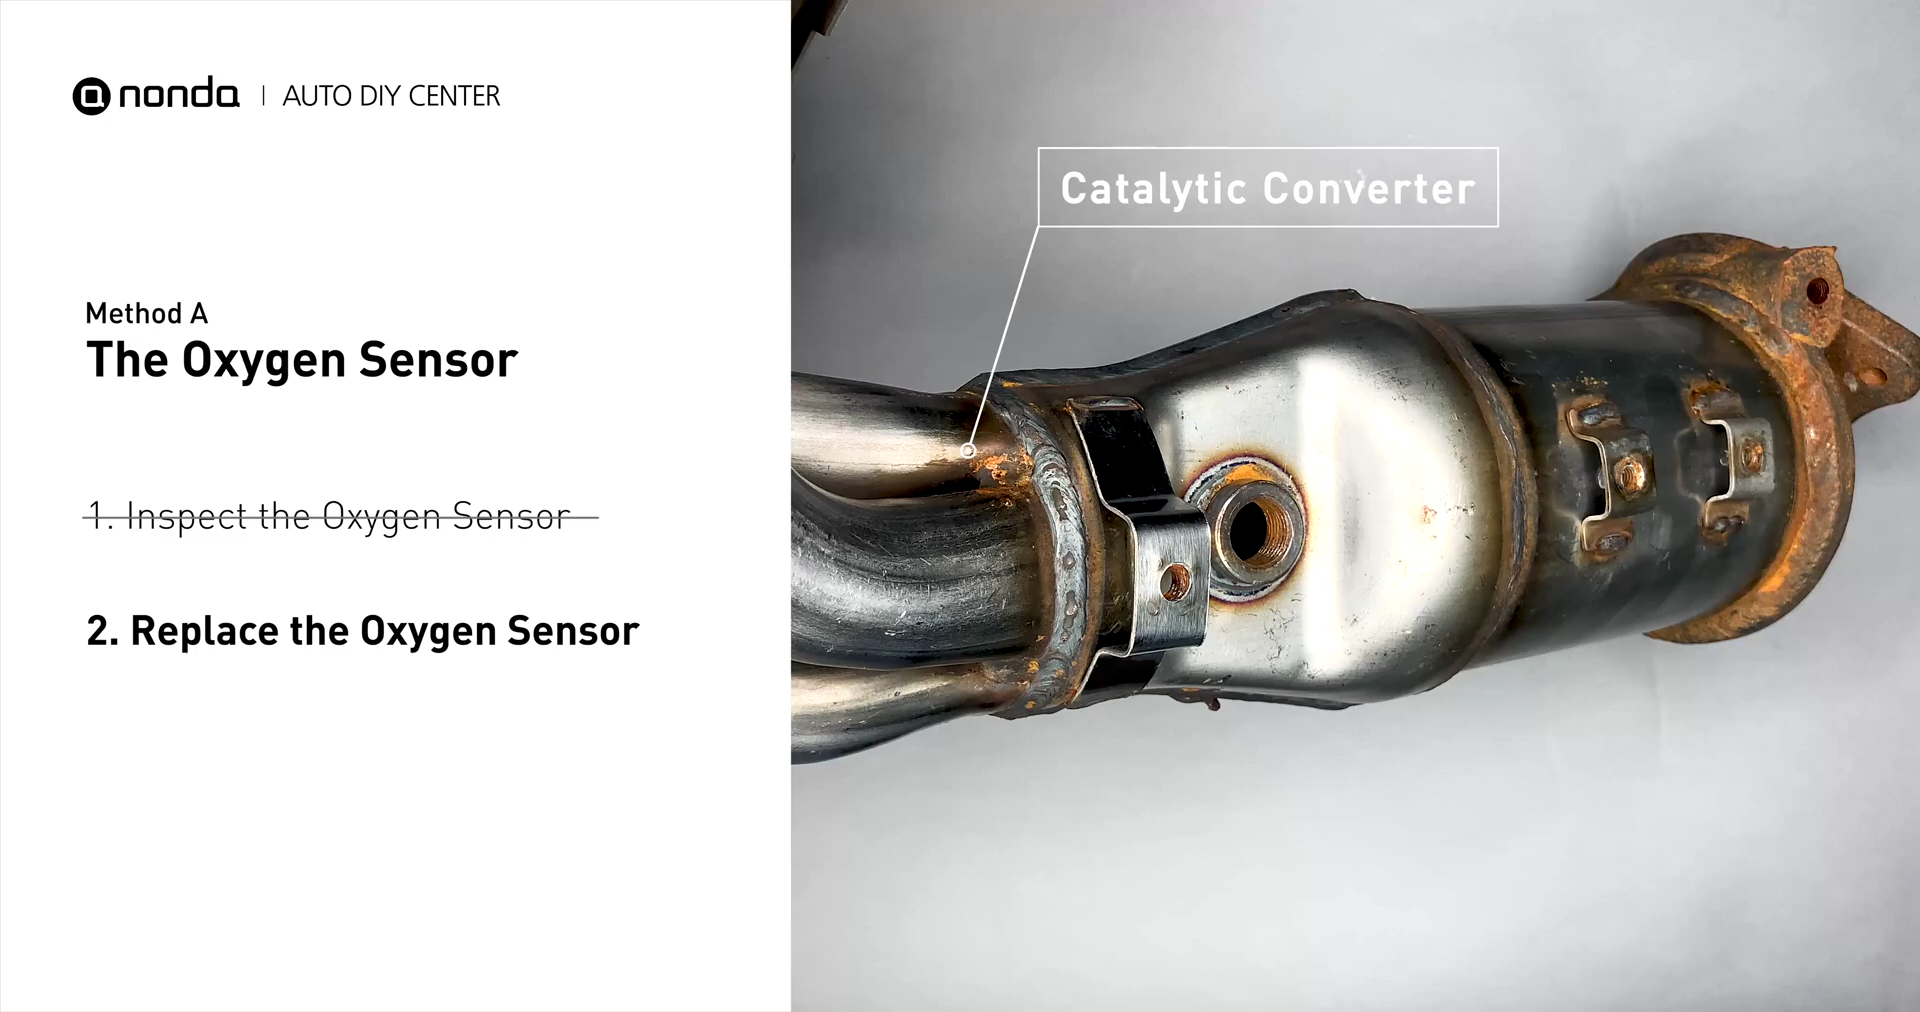 nonda | AUTO DIY CENTER
Method A
The Oxygen Sensor
1. Inspect the Oxygen Sensor
2. Replace the Oxygen Sensor
Catalytic Converter